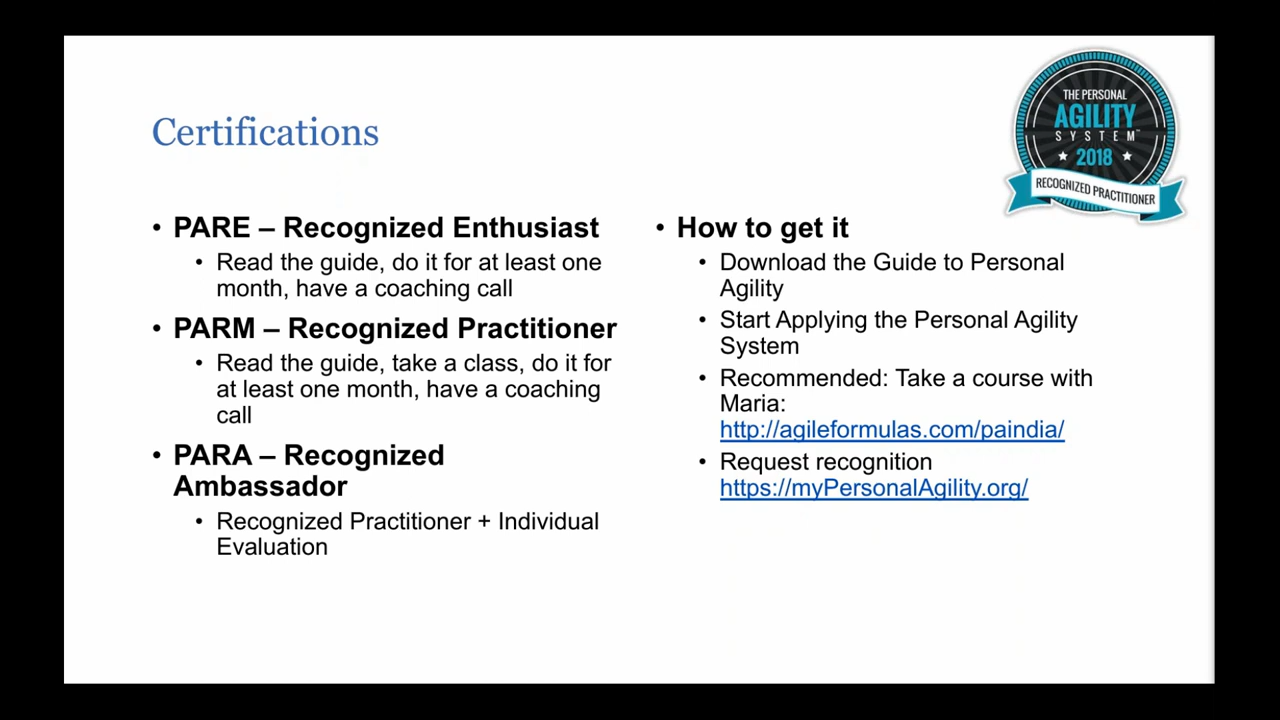 Certifications
THE PERSONAL
AGILITY
SYSTEM™
2018
RECOGNIZED PRACTITIONER
• PARE – Recognized Enthusiast
• Read the guide, do it for at least one
month, have a coaching call
• PARM – Recognized Practitioner
• Read the guide, take a class, do it for
at least one month, have a coaching
call
• PARA – Recognized
Ambassador
• Recognized Practitioner + Individual
Evaluation
• How to get it
• Download the Guide to Personal
Agility
• Start Applying the Personal Agility
System
• Recommended: Take a course with
Maria:
http://agileformulas.com/paindia/
• Request recognition
https://myPersonalAgility.org/